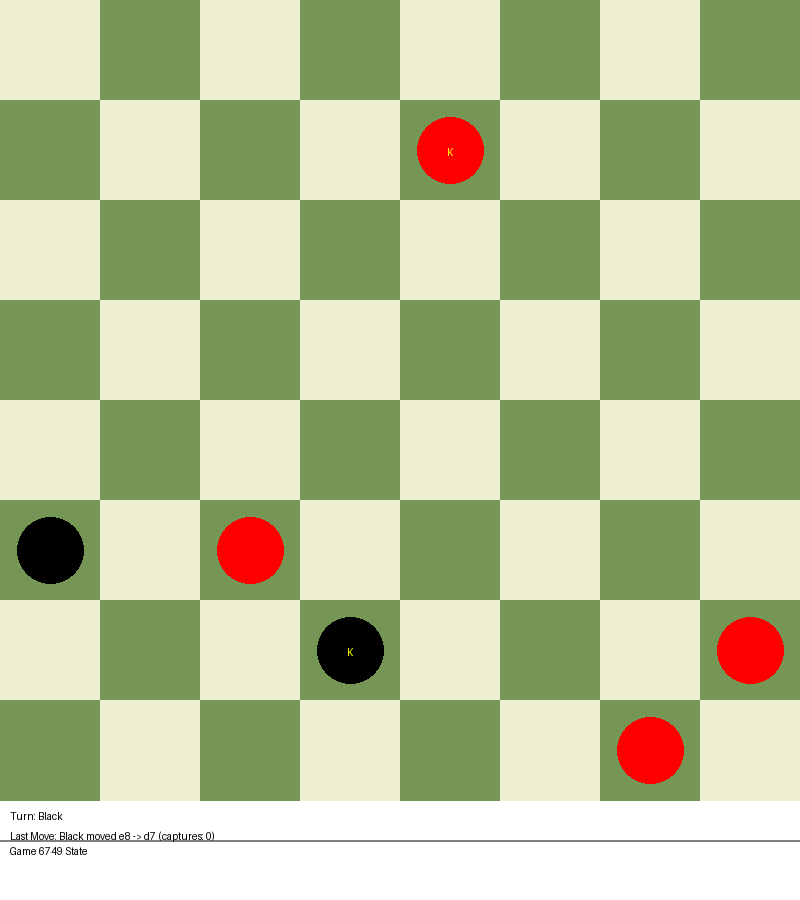 K
K
Turn: Black
Last Move: Black moved e8 -> d7 (captures: 0)
Game 6749 State